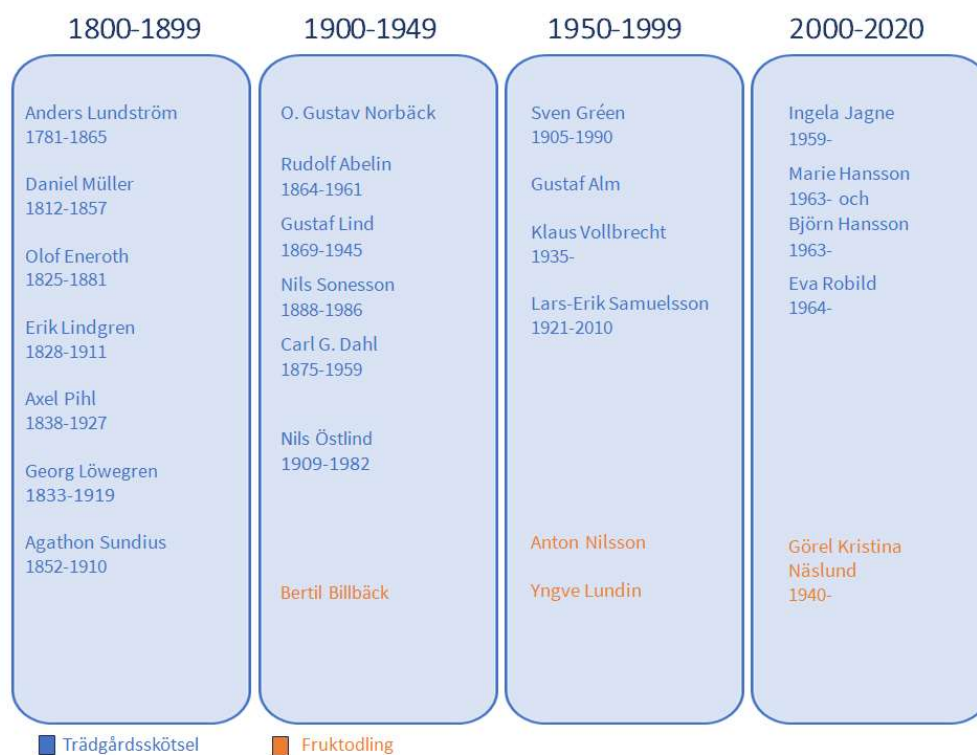 1800-1899
Anders Lundström
1781-1865
Daniel Müller
1812-1857
Olof Eneroth
1825-1881
Erik Lindgren
1828-1911
Axel Pihl
1838-1927
Georg Löwegren
1833-1919
Agathon Sundius
1852-1910
1900-1949
O. Gustav Norbäck
Rudolf Abelin
1864-1961
Gustaf Lind
1869-1945
Nils Sonesson
1888-1986
Carl G. Dahl
1875-1959
Nils Östlind
1909-1982
Bertil Billbäck
1950-1999
Sven Gréen
1905-1990
Gustaf Alm
Klaus Vollbrecht
1935-
Lars-Erik Samuelsson
1921-2010
Anton Nilsson
Yngve Lundin
2000-2020
Ingela Jagne
1959-
Marie Hansson
1963- och
Björn Hansson
1963-
Eva Robild
1964-
Görel Kristina
Näslund
1940-
Trädgårdsskötsel
Fruktodling